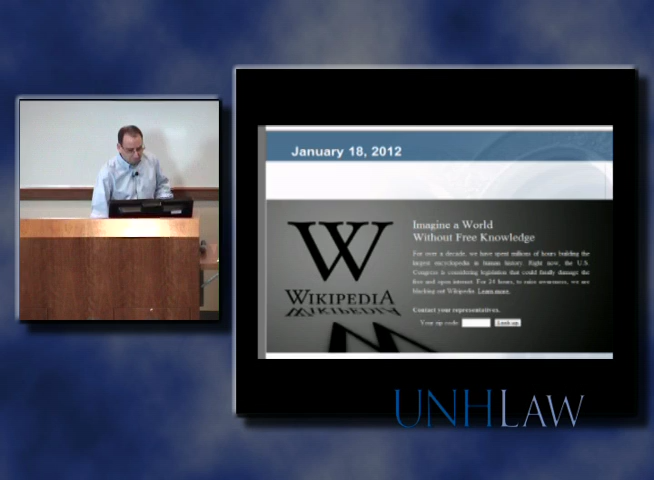 January 18, 2012
Imagine a World
Without Free Knowledge
For over a decade, we have spent millions of hours building the
largest encyclopedia in human history. Right now, the U.S.
Congress is considering legislation that could fatally damage the
free and open internet. For 24 hours, to raise awareness, we are
blacking out Wikipedia. Learn more.
Contact your representatives.
Your zip code: Look up
W
WIKIPEDIA
UNHLAW